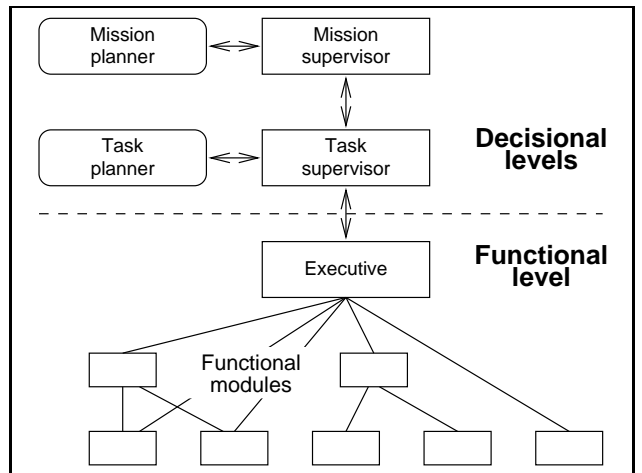 Mission
planner
Mission
supervisor
Task
planner
Task
supervisor
Decisional
levels
Executive
Functional
level
Functional
modules